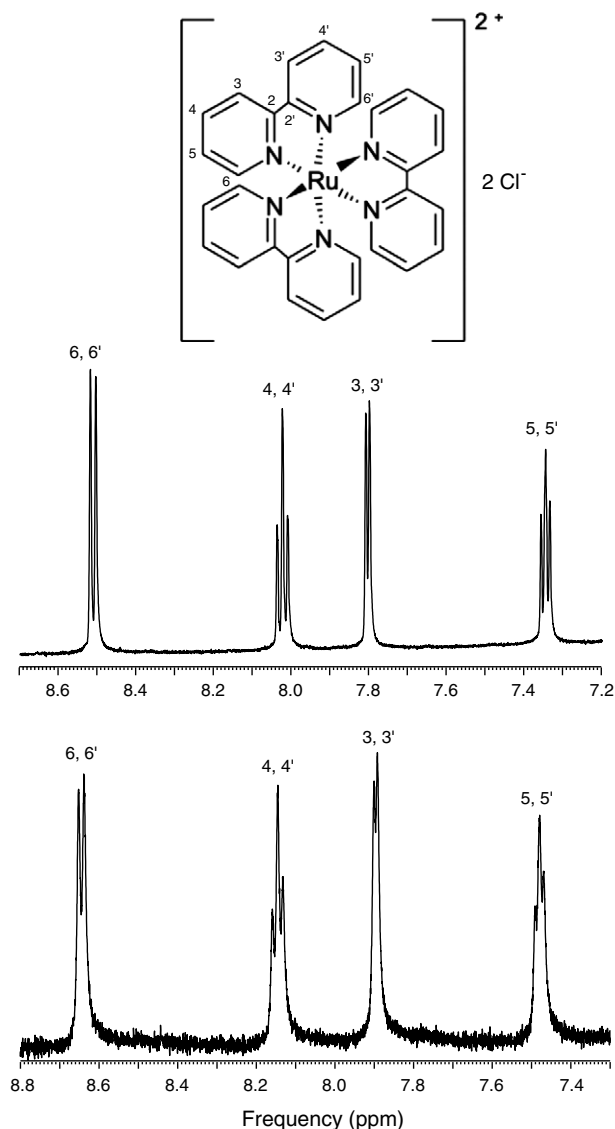 2 +
4'
3'
5'
3
2
6'
4
2'
N
N
5
N
N
Ru
2 Cl-
6
N
N
6, 6'
4, 4'
3, 3'
5, 5'
8.6 8.4 8.2 8.0 7.8 7.6 7.4 7.2
6, 6'
4, 4'
3, 3'
5, 5'
8.8 8.6 8.4 8.2 8.0 7.8 7.6 7.4
Frequency (ppm)